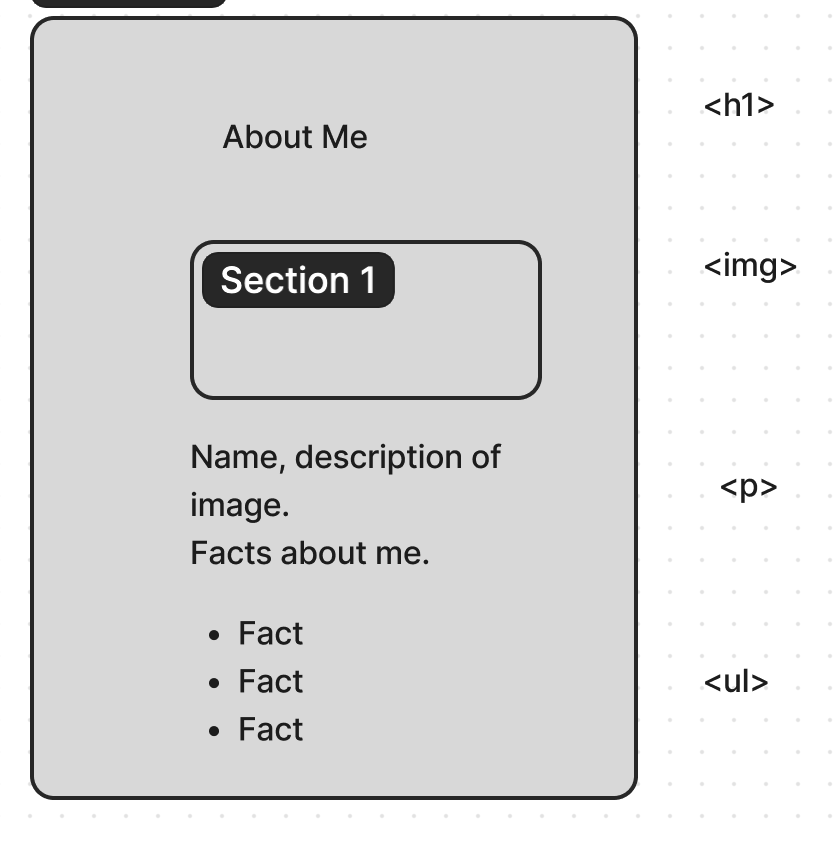 About Me
<h1>
Section 1
<img>
Name, description of
image.
Facts about me.
<p>
• Fact
• Fact
• Fact
<ul>